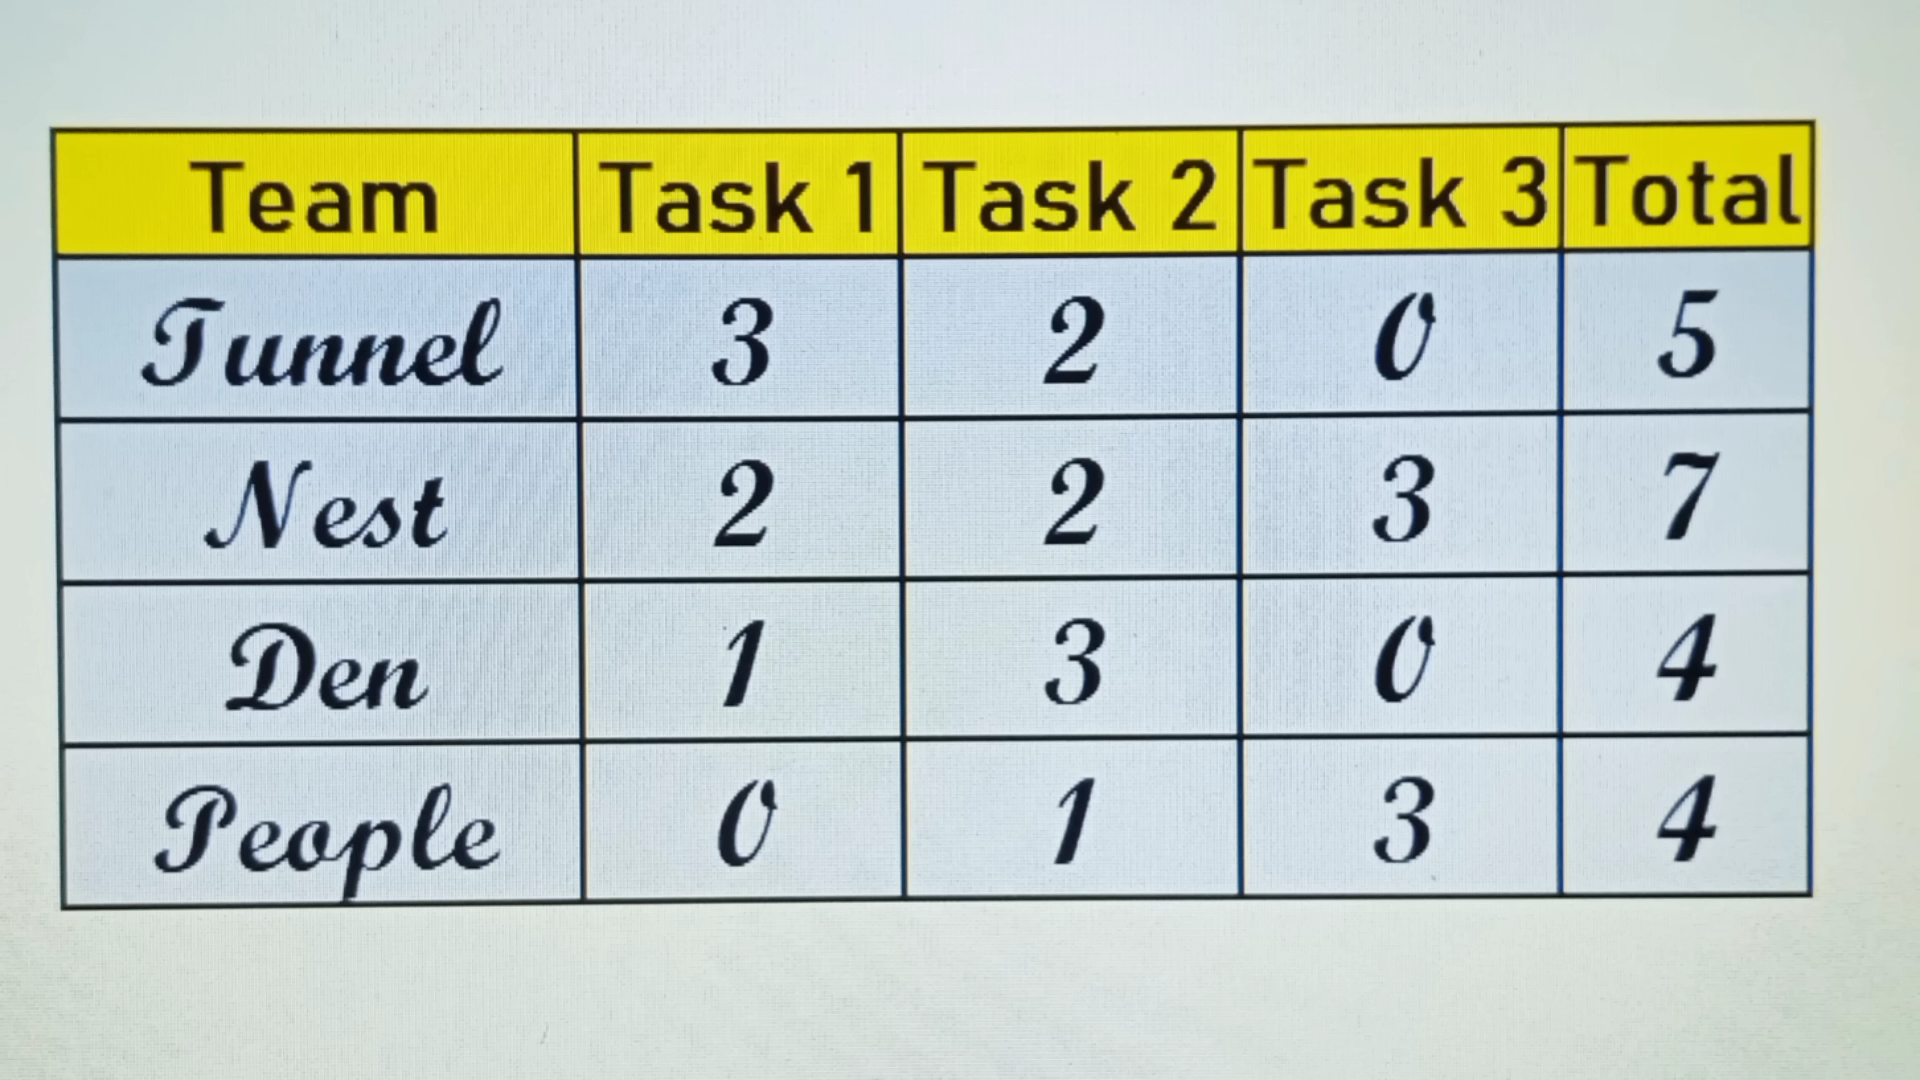 Team Task 1 Task 2 Task 3 Total
Tunnel 3 2 0 5
Nest 2 2 3 7
Den 1 3 0 4
People 0 1 3 4